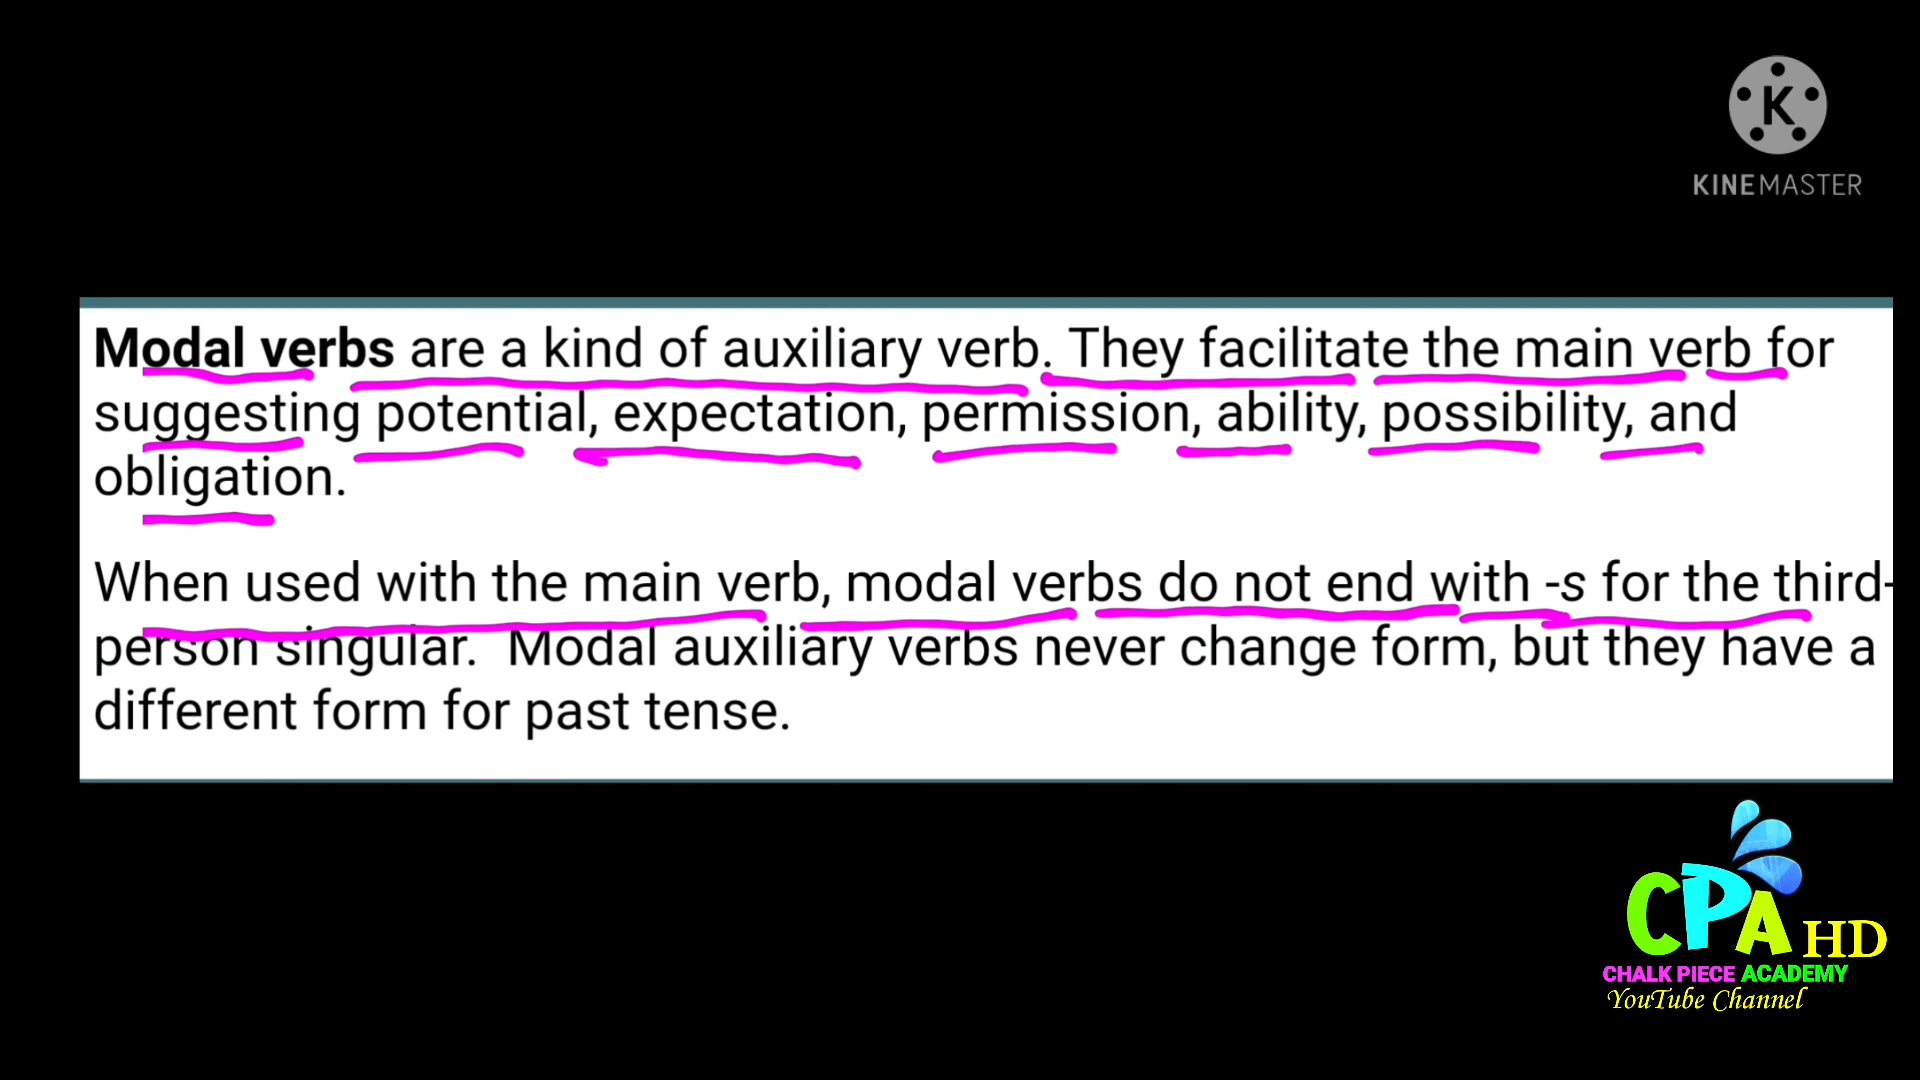 K
KINEMASTER
Modal verbs are a kind of auxiliary verb. They facilitate the main verb for
suggesting potential, expectation, permission, ability, possibility, and
obligation.
When used with the main verb, modal verbs do not end with -s for the third-
person singular.  Modal auxiliary verbs never change form, but they have a
different form for past tense.
CPA HD
CHALK PIECE ACADEMY
YouTube Channel